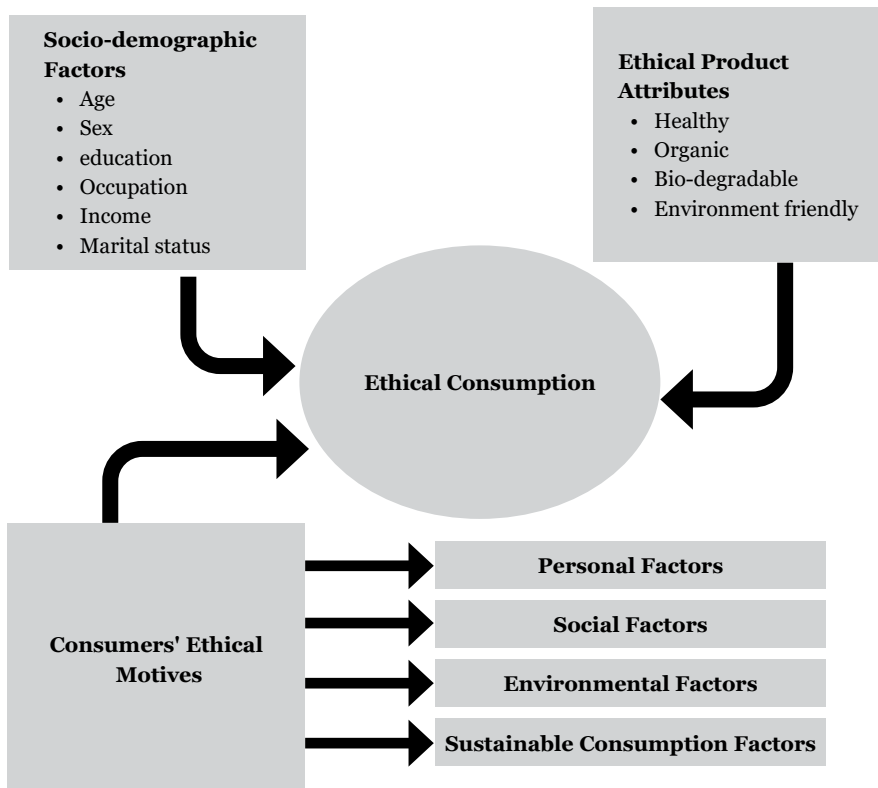 Socio-demographic
Factors
• Age
• Sex
• education
• Occupation
• Income
• Marital status
Ethical Product
Attributes
• Healthy
• Organic
• Bio-degradable
• Environment friendly
Ethical Consumption
Consumers' Ethical
Motives
Personal Factors
Social Factors
Environmental Factors
Sustainable Consumption Factors